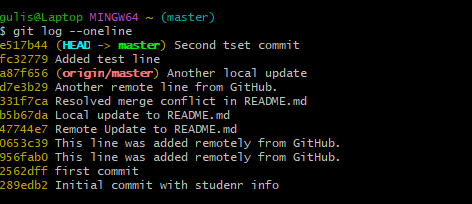 gulis@Laptop MINGW64 ~ (master)
$ git log --oneline
e517b44 (HEAD -> master) Second tset commit
fc32779 Added test line
a87f656 (origin/master) Another local update
d7e3b29 Another remote line from GitHub.
331f7ca Resolved merge conflict in README.md
b5b67da Local update to README.md
47744e7 Remote Update to README.md
0653c39 This line was added remotely from GitHub.
956fab0 This line was added remotely from GitHub.
2562dff first commit
289edb2 Initial commit with studenr info